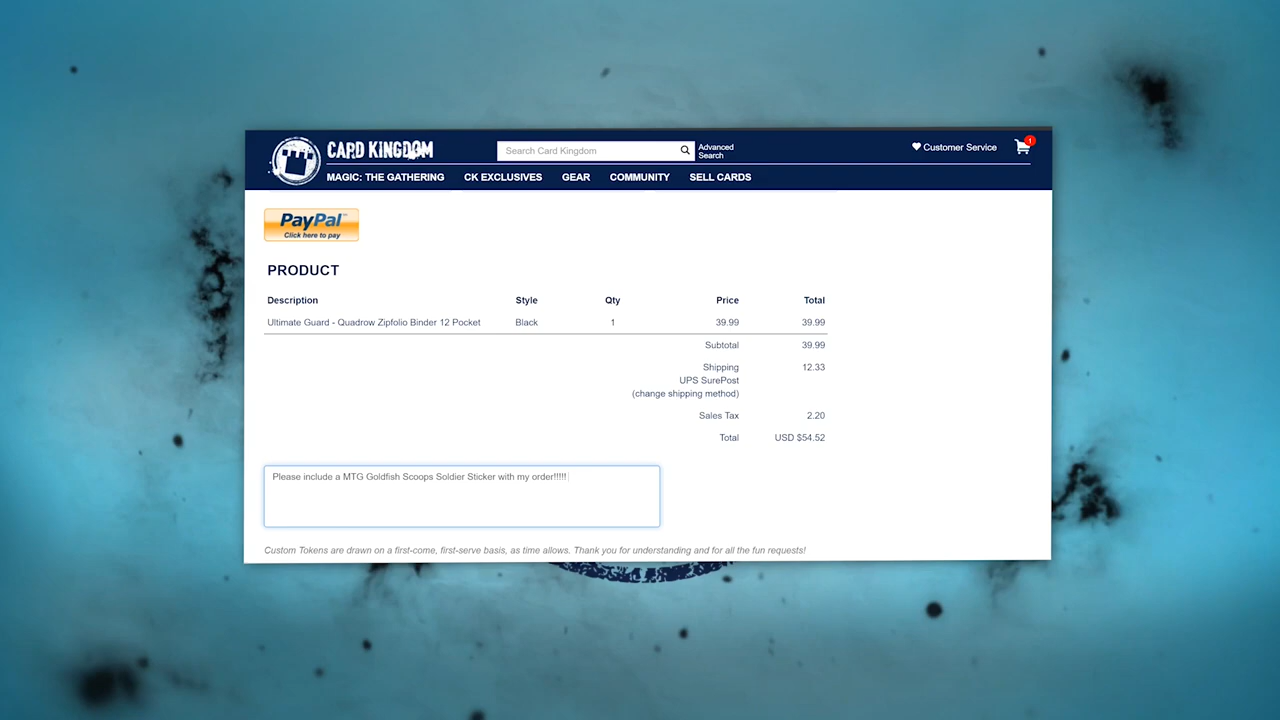 CARD KINGDOM
Search Card Kingdom
Advanced
Search
Customer Service
1
MAGIC: THE GATHERING CK EXCLUSIVES GEAR COMMUNITY SELL CARDS
PayPal™
Click here to pay
PRODUCT
Description Style Qty Price Total
Ultimate Guard - Quadrow Zipfolio Binder 12 Pocket Black 1 39.99 39.99
Subtotal 39.99
Shipping 12.33
UPS SurePost
(change shipping method)
Sales Tax 2.20
Total USD $54.52
Please include a MTG Goldfish Scoops Soldier Sticker with my order!!!!!
Custom Tokens are drawn on a first-come, first-serve basis, as time allows. Thank you for understanding and for all the fun requests!